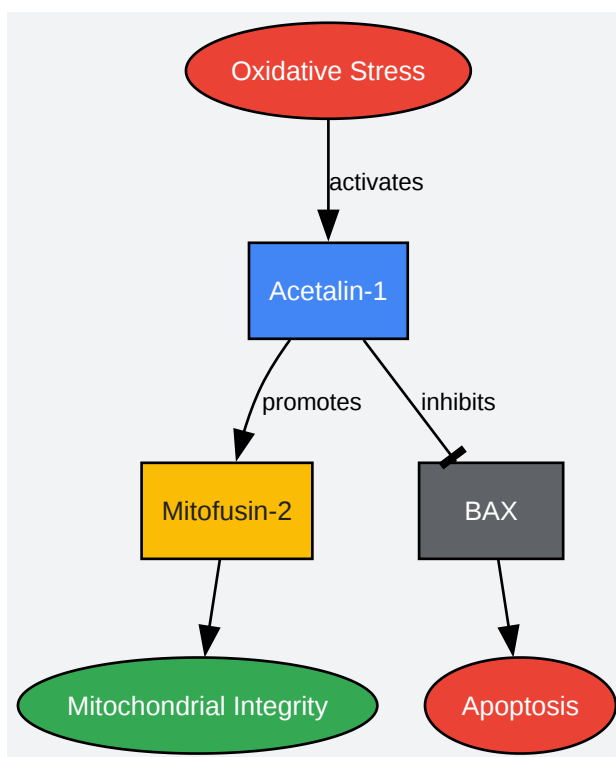 Oxidative Stress
activates
Acetalin-1
promotes
inhibits
Mitofusin-2
BAX
Mitochondrial Integrity
Apoptosis